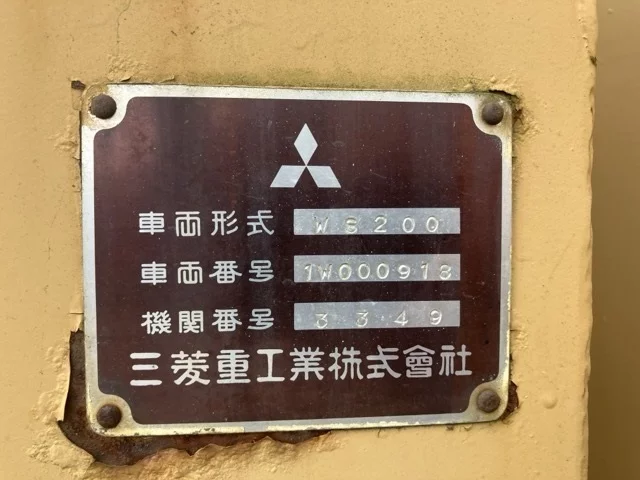 車両形式 WS200
車両番号 1W000918
機関番号 3349
三菱重工業株式會社